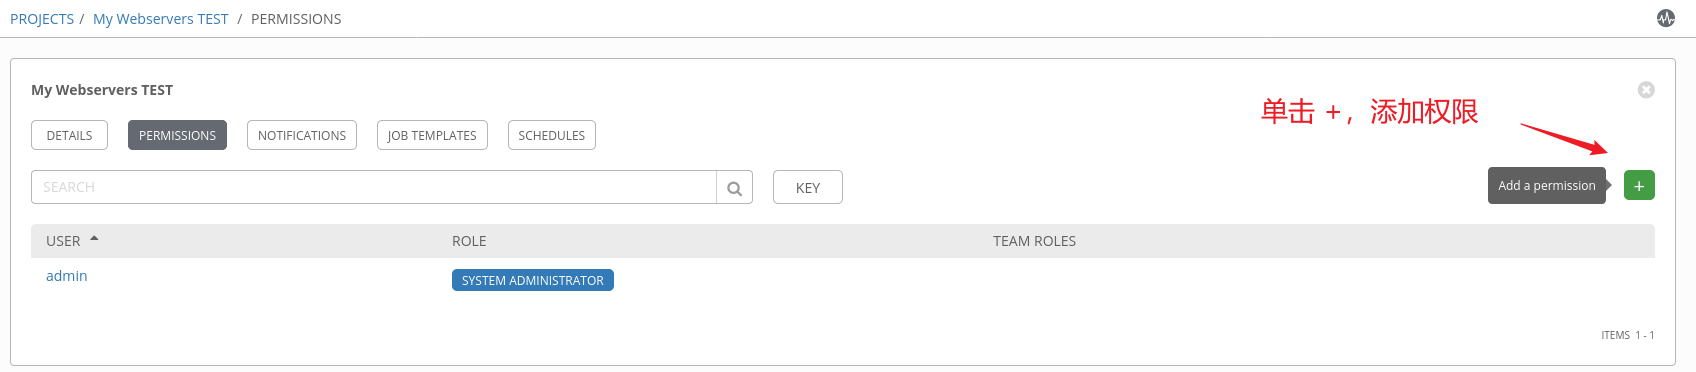 PROJECTS / My Webservers TEST / PERMISSIONS
My Webservers TEST
单击 +，添加权限
DETAILS PERMISSIONS NOTIFICATIONS JOB TEMPLATES SCHEDULES
SEARCH KEY Add a permission +
USER ROLE TEAM ROLES
admin SYSTEM ADMINISTRATOR
ITEMS 1 - 1